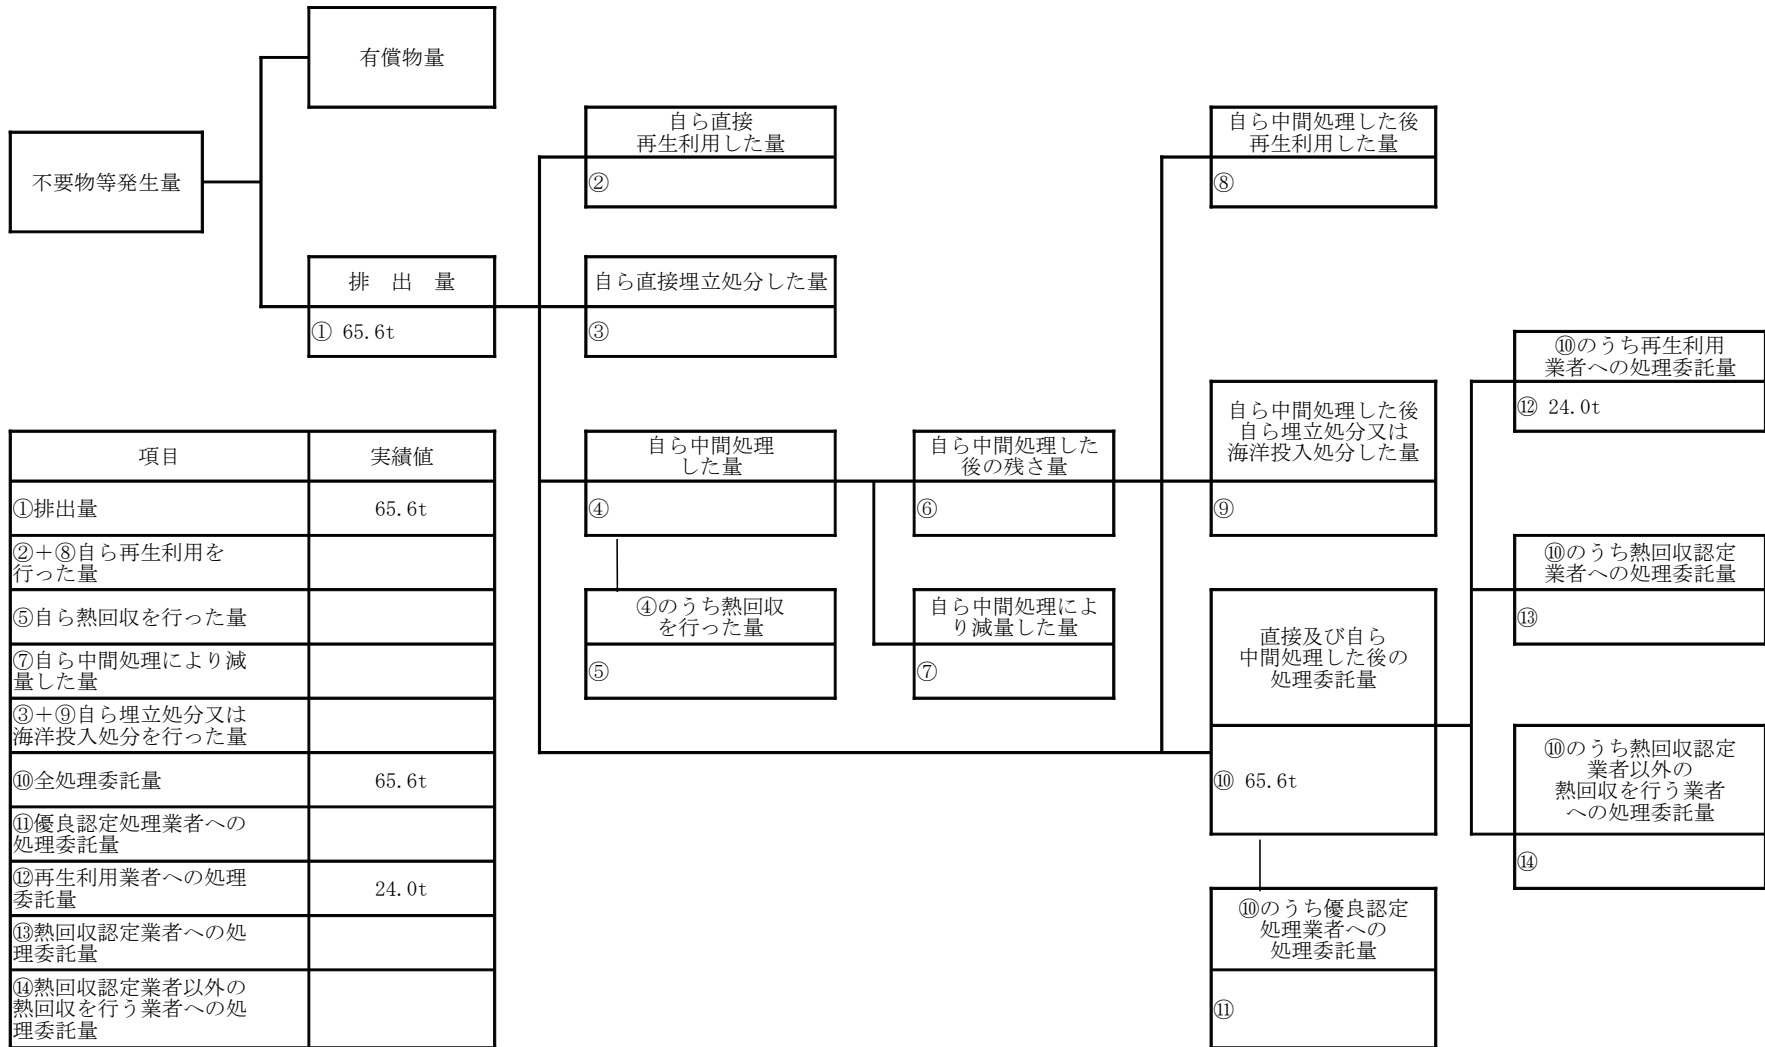 有償物量
不要物等発生量
排 出 量
① 65.6t
自ら直接
再生利用した量
②
自ら直接埋立処分した量
③
自ら中間処理
した量
④
④のうち熱回収
を行った量
⑤
自ら中間処理した
後の残さ量
⑥
自ら中間処理によ
り減量した量
⑦
自ら中間処理した後
再生利用した量
⑧
自ら中間処理した後
自ら埋立処分又は
海洋投入処分した量
⑨
直接及び自ら
中間処理した後の
処理委託量
⑩ 65.6t
⑩のうち優良認定
処理業者への
処理委託量
⑪
⑩のうち再生利用
業者への処理委託量
⑫ 24.0t
⑩のうち熱回収認定
業者への処理委託量
⑬
⑩のうち熱回収認定
業者以外の
熱回収を行う業者
への処理委託量
⑭
項目 実績値
①排出量 65.6t
②＋⑧自ら再生利用を
行った量
⑤自ら熱回収を行った量
⑦自ら中間処理により減
量した量
③＋⑨自ら埋立処分又は
海洋投入処分を行った量
⑩全処理委託量 65.6t
⑪優良認定処理業者への
処理委託量
⑫再生利用業者への処理
委託量 24.0t
⑬熱回収認定業者への処
理委託量
⑭熱回収認定業者以外の
熱回収を行う業者への処
理委託量